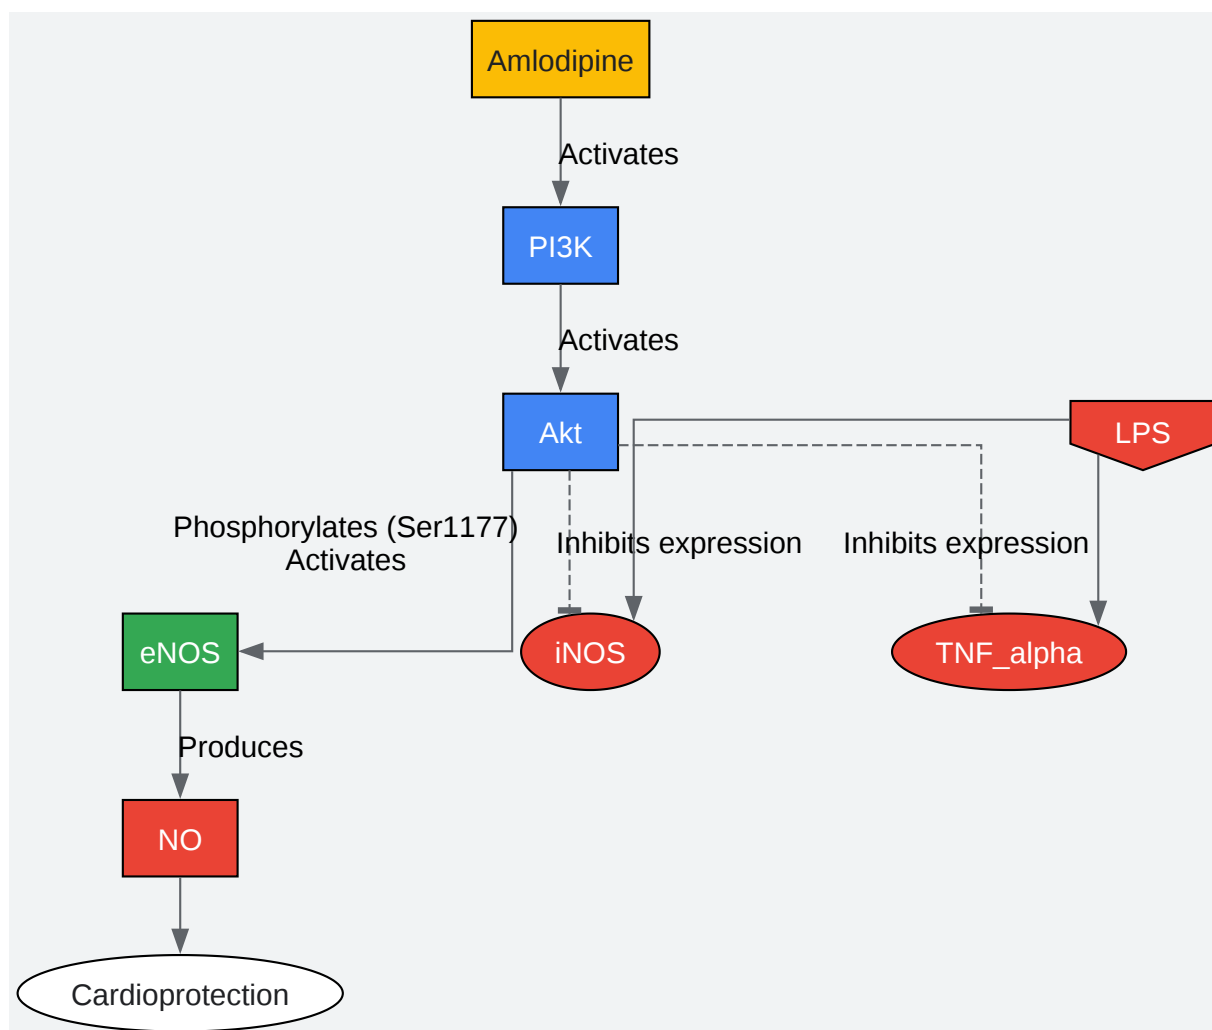 Amlodipine
Activates
PI3K
Activates
Akt
LPS
Phosphorylates (Ser1177)
Activates
Inhibits expression
Inhibits expression
eNOS
iNOS
TNF_alpha
Produces
NO
Cardioprotection